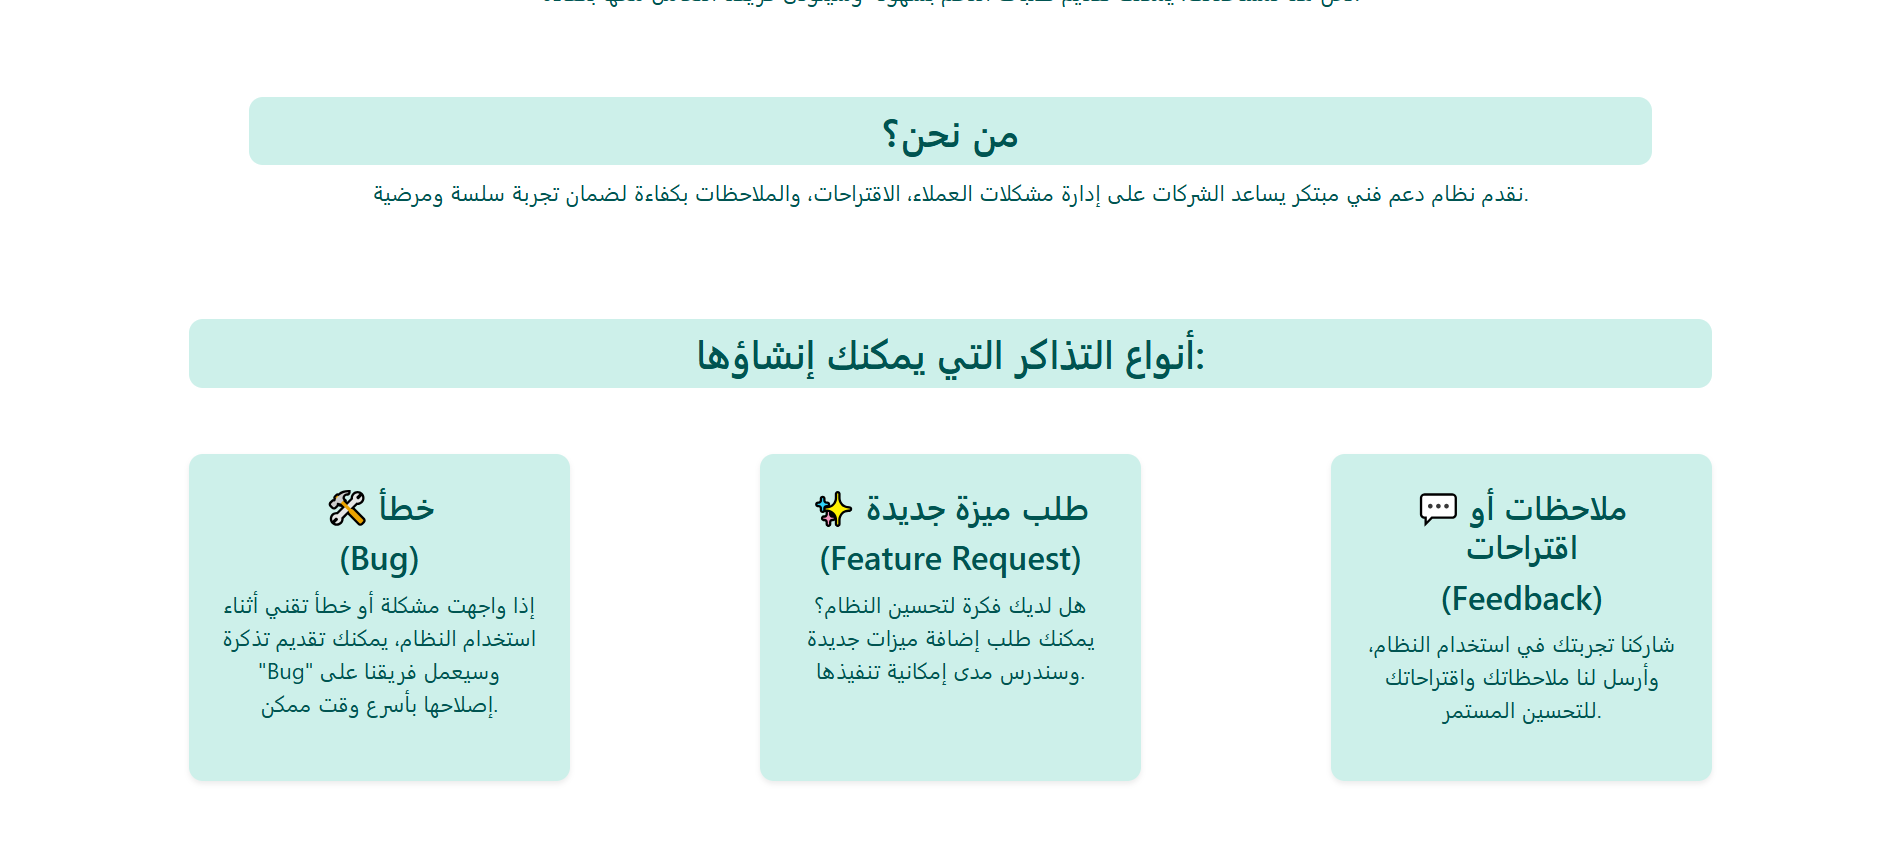 من نحن؟
نقدم نظام دعم فني مبتكر يساعد الشركات على إدارة مشكلات العملاء، الاقتراحات، والملاحظات بكفاءة لضمان تجربة سلسة ومرضية.
أنواع التذاكر التي يمكنك إنشاؤها:
🛠️ خطأ
(Bug)
إذا واجهت مشكلة أو خطأ تقني أثناء
استخدام النظام، يمكنك تقديم تذكرة
"Bug" وسيعمل فريقنا على
إصلاحها بأسرع وقت ممكن.
✨ طلب ميزة جديدة
(Feature Request)
هل لديك فكرة لتحسين النظام؟
يمكنك طلب إضافة ميزات جديدة
وسندرس مدى إمكانية تنفيذها.
💬 ملاحظات أو
اقتراحات
(Feedback)
شاركنا تجربتك في استخدام النظام،
وأرسل لنا ملاحظاتك واقتراحاتك
للتحسين المستمر.